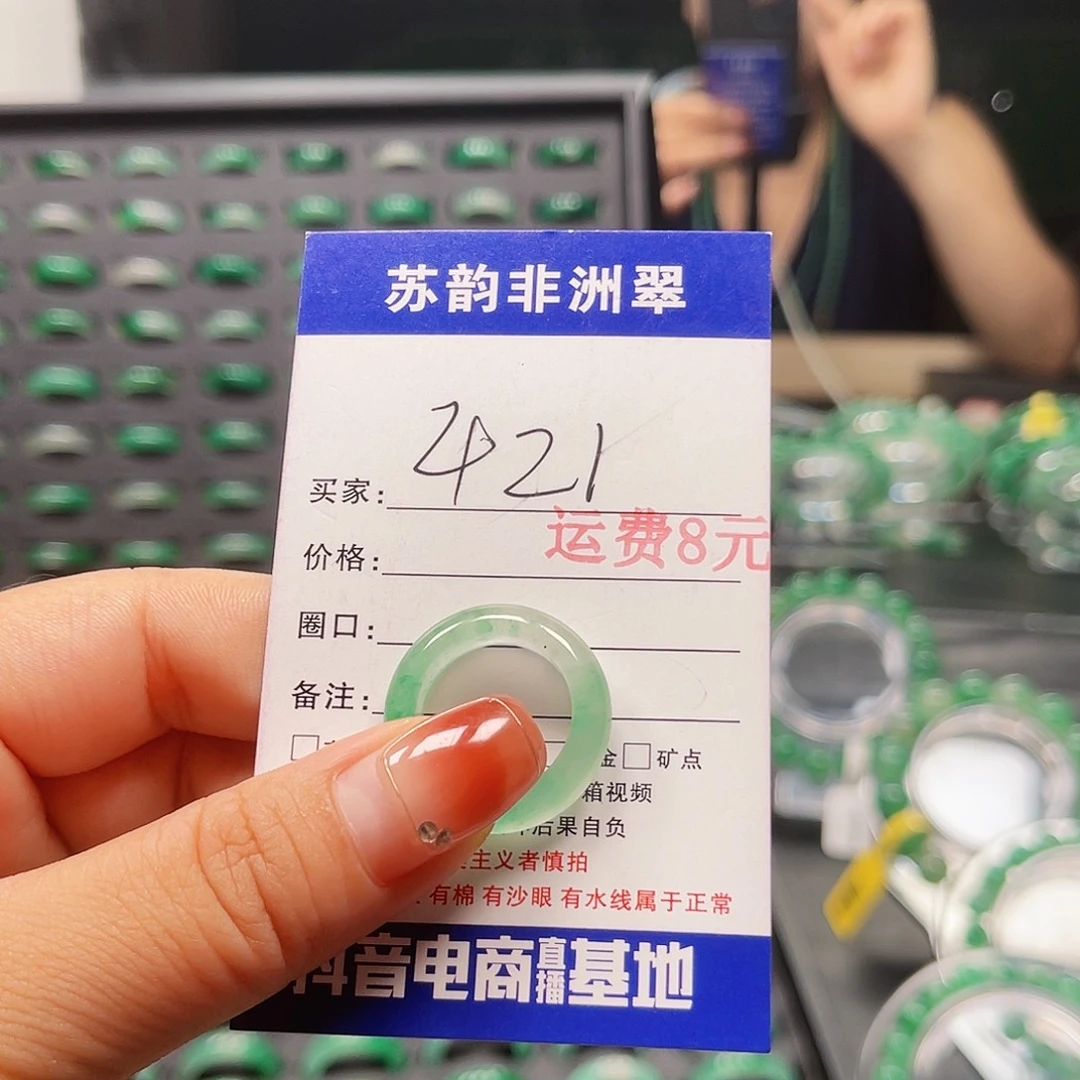 苏韵非洲翠
买家: 421
运费8元
价格:
圈口:
备注:
金 □矿点
箱视频
后果自负
主义者慎拍
有棉 有沙眼 有水线属于正常
抖音电商直播基地